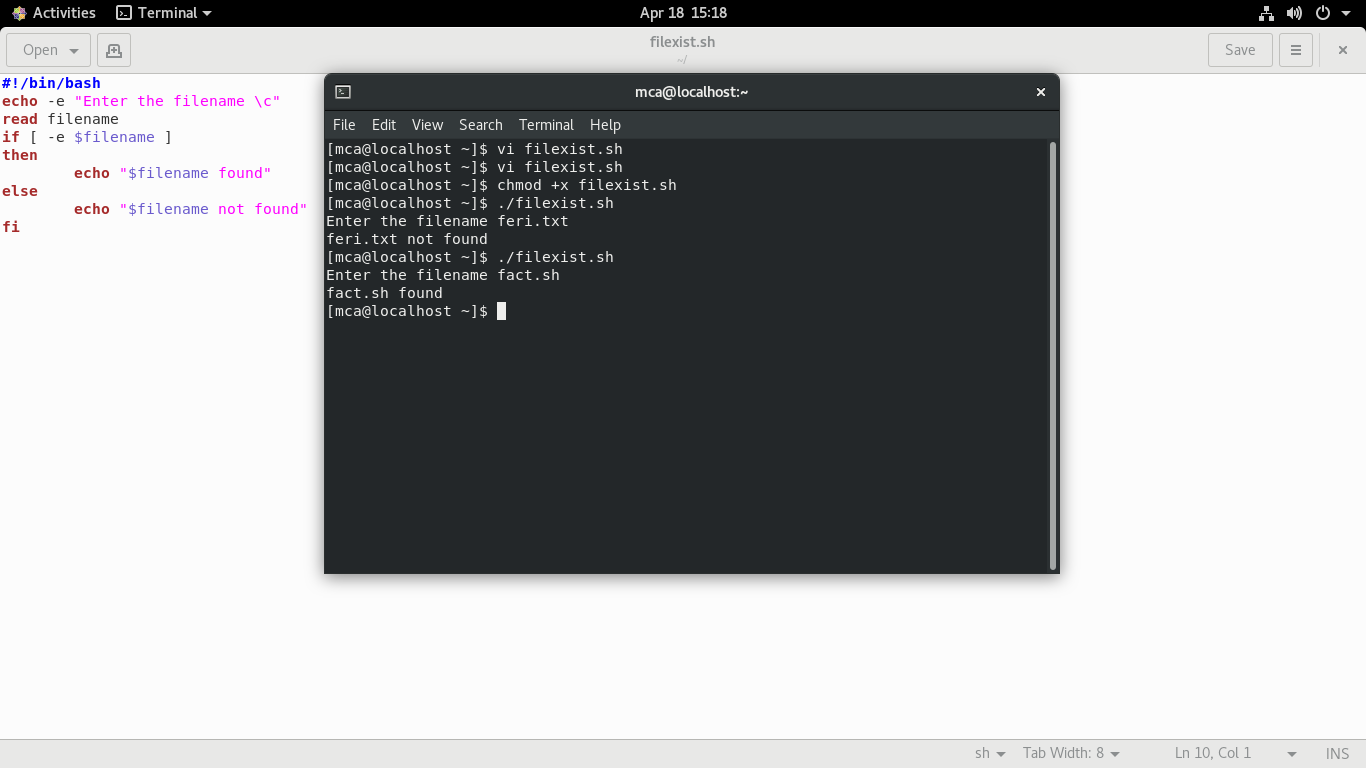 Activities Terminal Apr 18 15:18
Open filexist.sh Save
~/
#!/bin/bash
echo -e "Enter the filename \c"
read filename
if [ -e $filename ]
then
        echo "$filename found"
else
        echo "$filename not found"
fi
mca@localhost:~
File Edit View Search Terminal Help
[mca@localhost ~]$ vi filexist.sh
[mca@localhost ~]$ vi filexist.sh
[mca@localhost ~]$ chmod +x filexist.sh
[mca@localhost ~]$ ./filexist.sh
Enter the filename feri.txt
feri.txt not found
[mca@localhost ~]$ ./filexist.sh
Enter the filename fact.sh
fact.sh found
[mca@localhost ~]$
sh Tab Width: 8 Ln 10, Col 1 INS